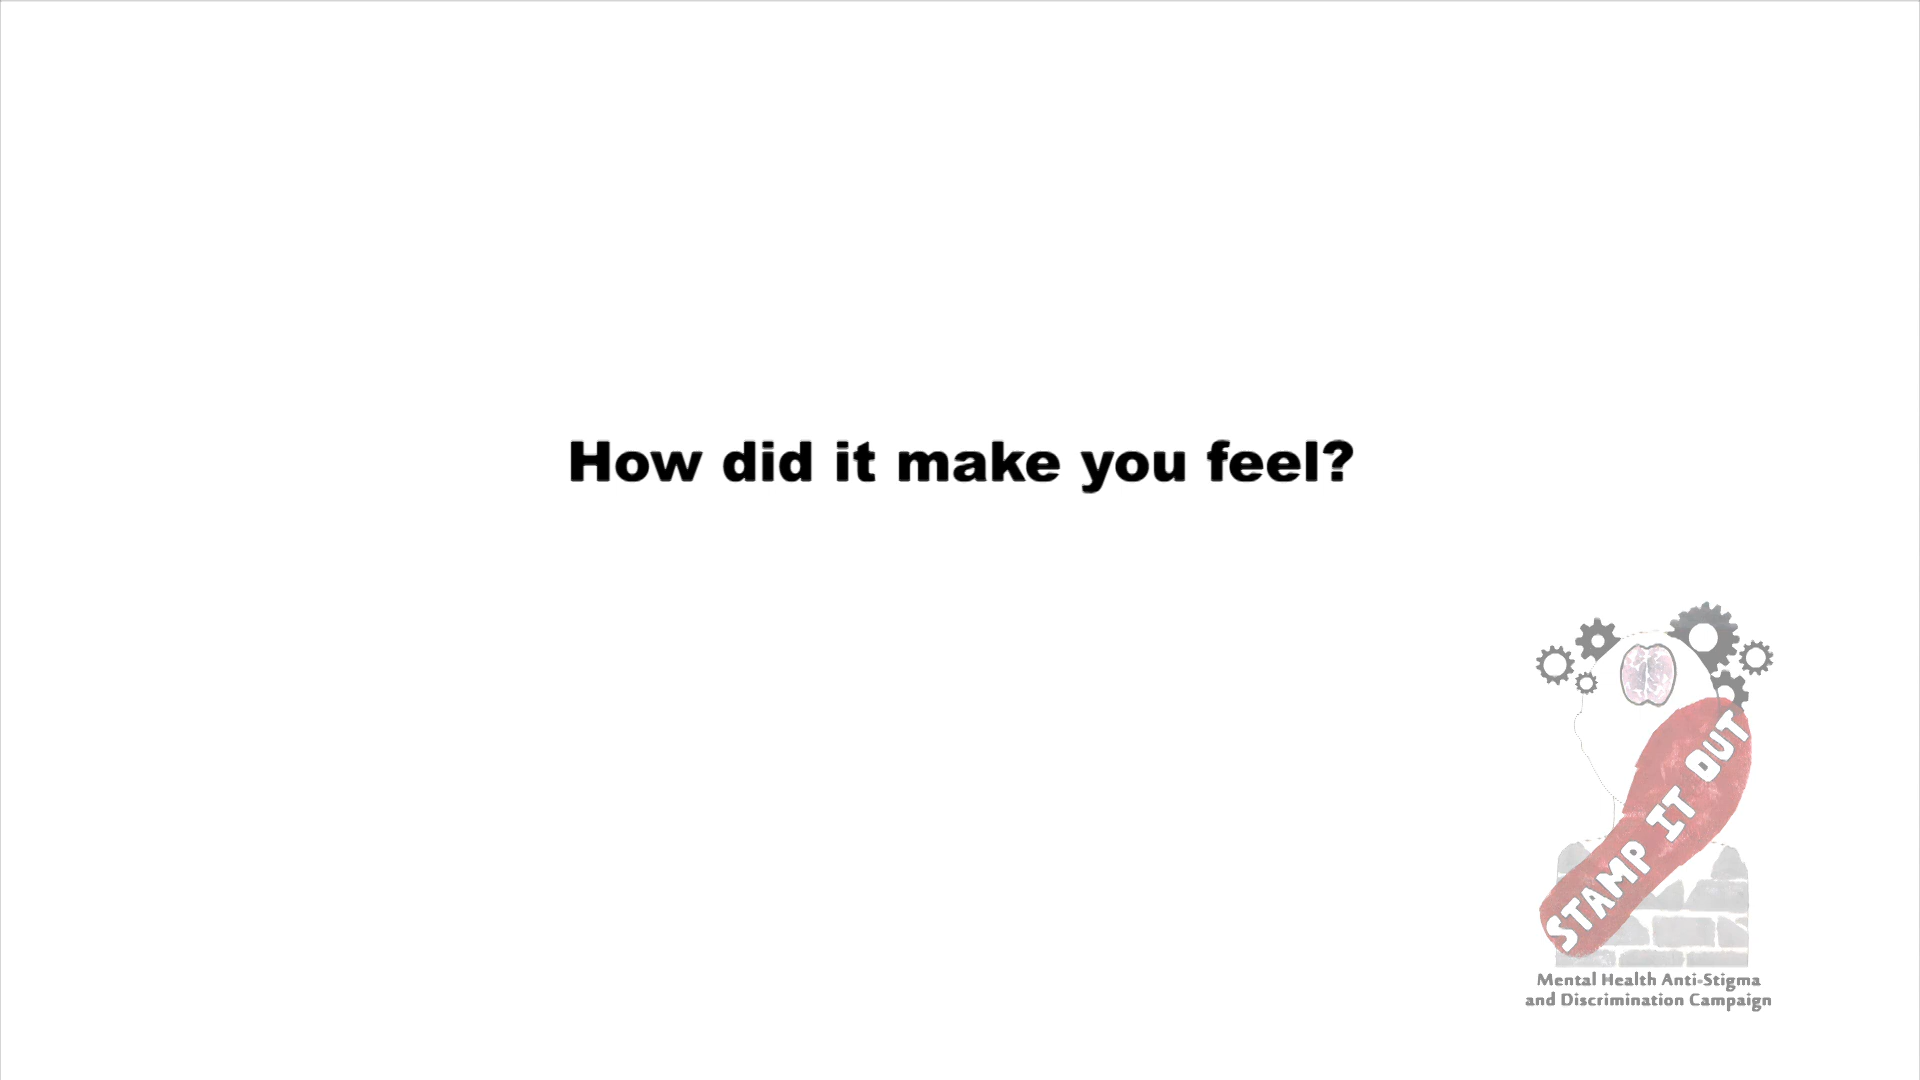 How did it make you feel?
STAMP IT OUT
Mental Health Anti-Stigma
and Discrimination Campaign